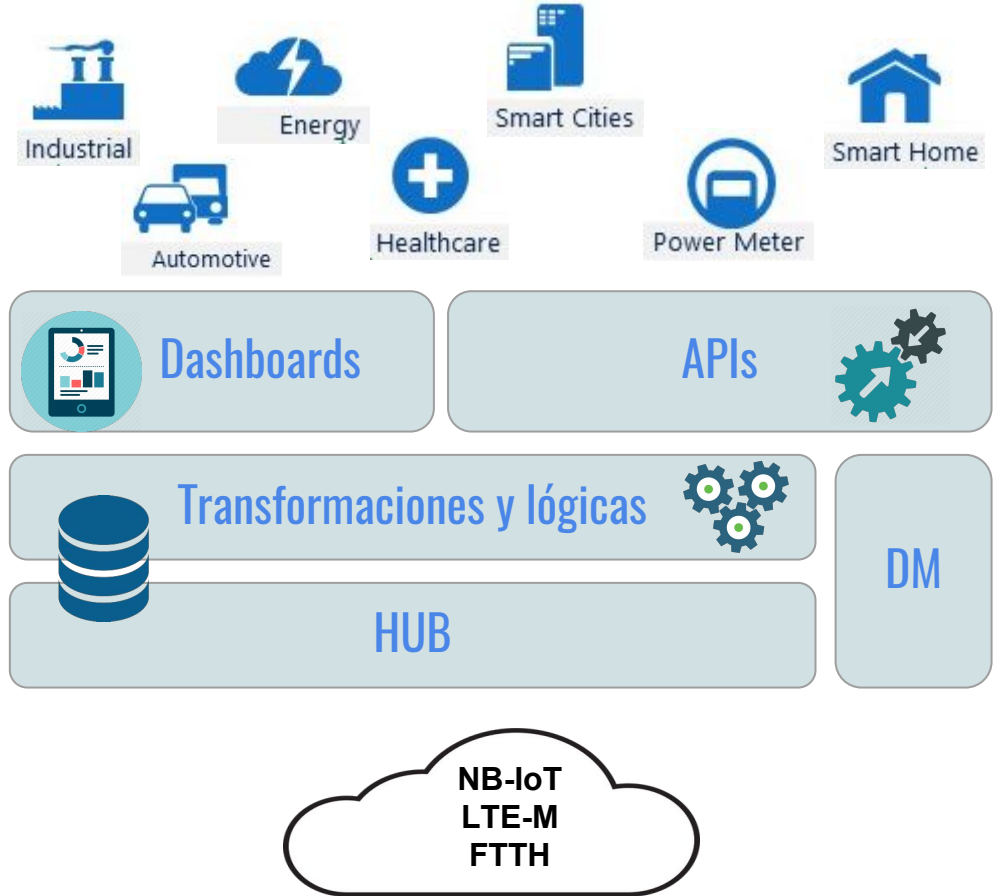 Industrial
Energy
Smart Cities
Smart Home
Automotive
Healthcare
Power Meter
Dashboards
APIs
Transformaciones y lógicas
DM
HUB
NB-IoT
LTE-M
FTTH